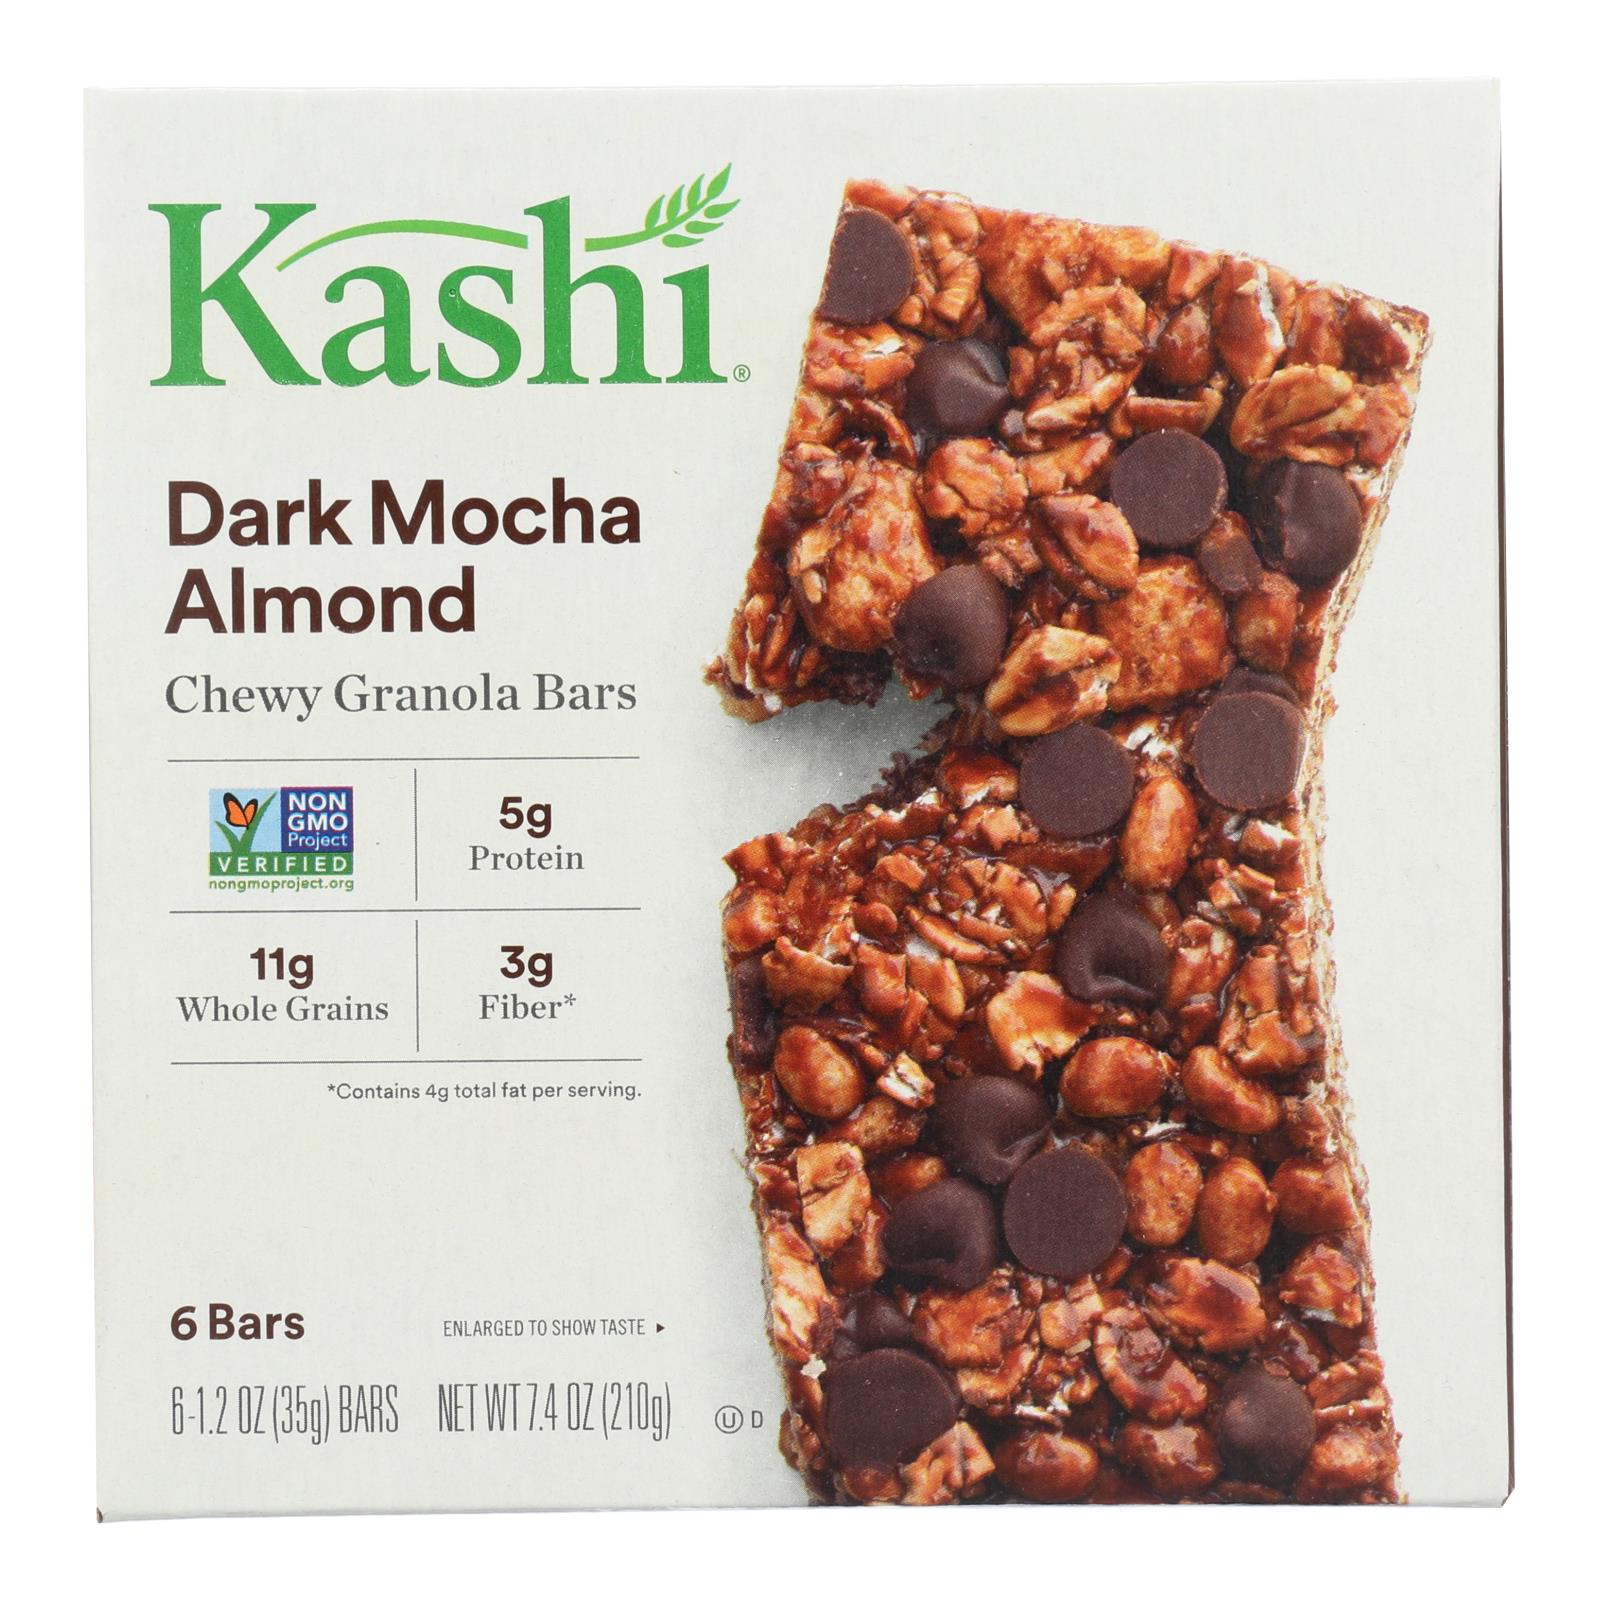 Kashi®
Dark Mocha
Almond
Chewy Granola Bars
NON
GMO
Project
VERIFIED
nongmoproject.org
5g
Protein
11g
Whole Grains
3g
Fiber*
*Contains 4g total fat per serving.
6 Bars
ENLARGED TO SHOW TASTE ▸
6-1.2 OZ (35g) BARS NET WT 7.4 OZ (210g)
Ⓤ D